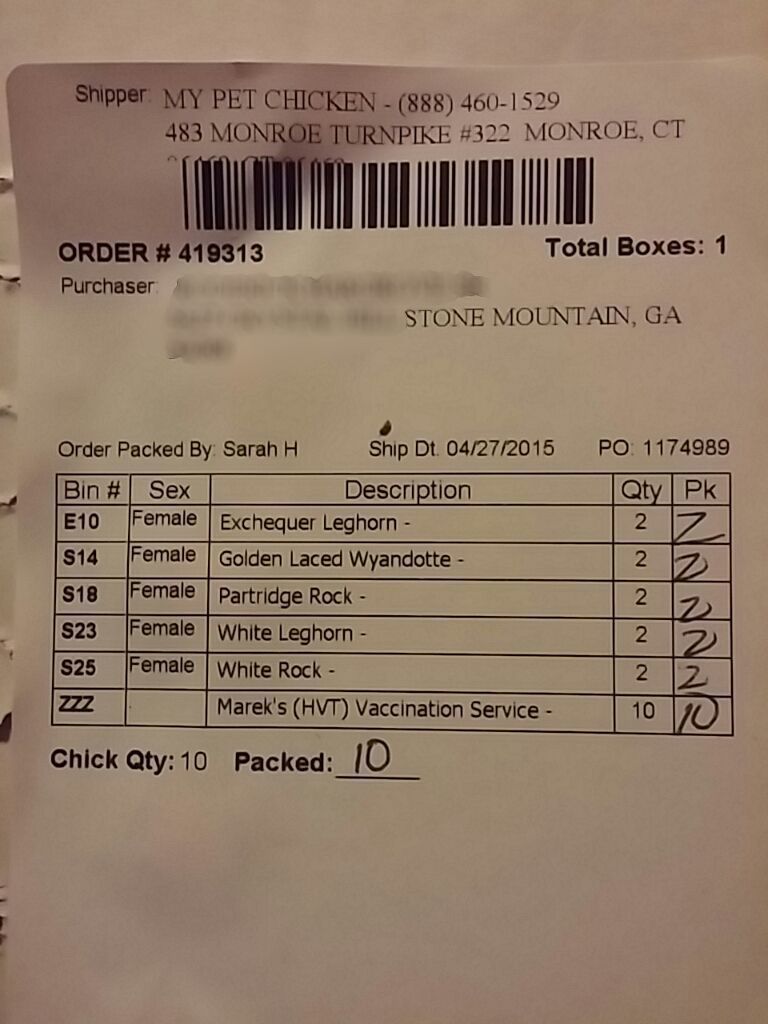 Shipper: MY PET CHICKEN - (888) 460-1529
483 MONROE TURNPIKE #322 MONROE, CT
ORDER # 419313 Total Boxes: 1
Purchaser:
STONE MOUNTAIN, GA
Order Packed By: Sarah H Ship Dt. 04/27/2015 PO: 1174989
Bin # Sex Description Qty Pk
E10 Female Exchequer Leghorn - 2 2
S14 Female Golden Laced Wyandotte - 2 2
S18 Female Partridge Rock - 2 2
S23 Female White Leghorn - 2 2
S25 Female White Rock - 2 2
ZZZ Marek's (HVT) Vaccination Service - 10 10
Chick Qty: 10 Packed: 10